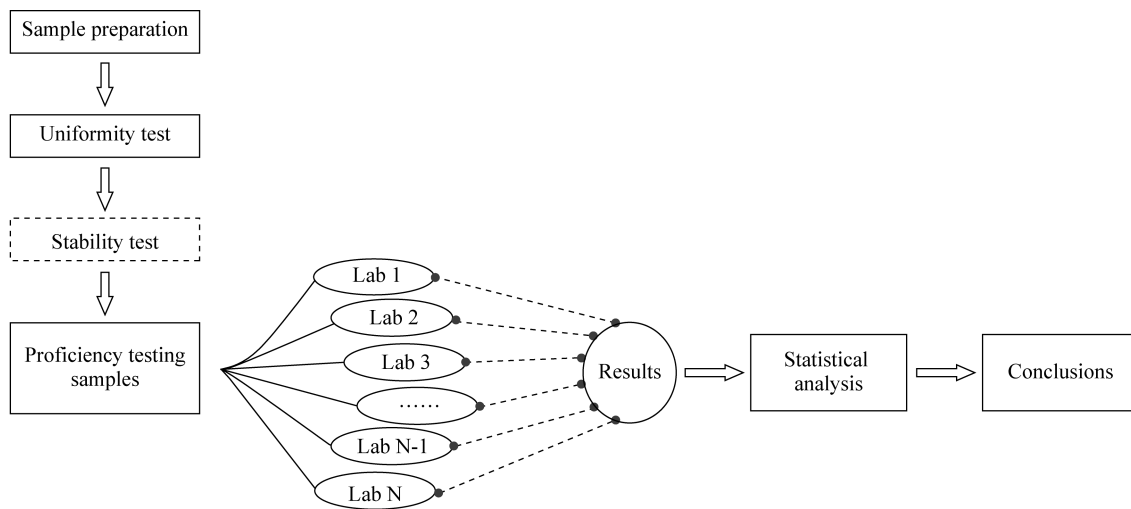 Sample preparation
Uniformity test
Stability test
Proficiency testing
samples
Lab 1
Lab 2
Lab 3
······
Lab N-1
Lab N
Results
Statistical
analysis
Conclusions